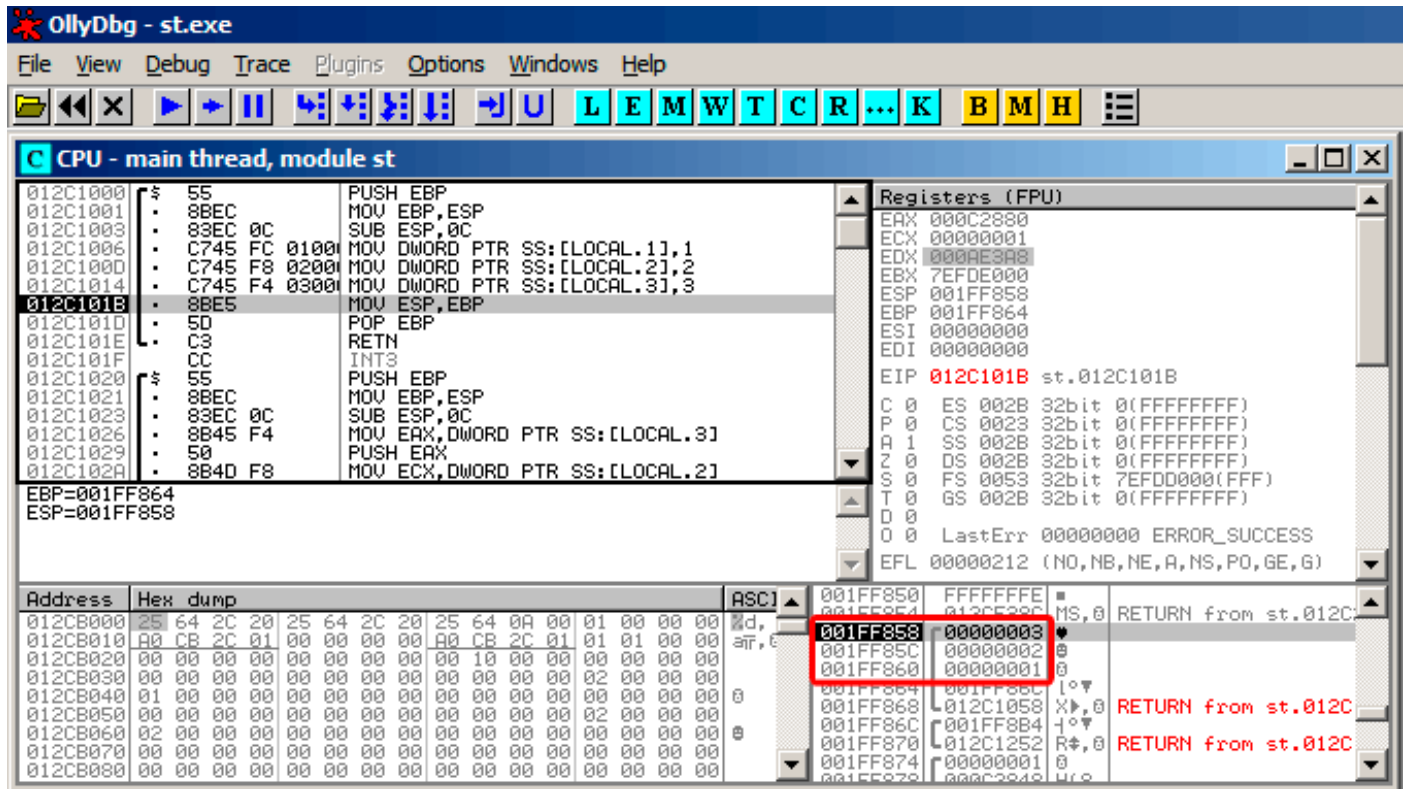 OllyDbg - st.exe
File View Debug Trace Plugins Options Windows Help
L E M W T C R ... K B M H
C CPU - main thread, module st
012C1000 $ 55 PUSH EBP
012C1001 . 8BEC MOV EBP,ESP
012C1003 . 83EC 0C SUB ESP,0C
012C1006 . C745 FC 0100 MOV DWORD PTR SS:[LOCAL.1],1
012C100D . C745 F8 0200 MOV DWORD PTR SS:[LOCAL.2],2
012C1014 . C745 F4 0300 MOV DWORD PTR SS:[LOCAL.3],3
012C101B . 8BE5 MOV ESP,EBP
012C101D . 5D POP EBP
012C101E . C3 RETN
012C101F CC INT3
012C1020 $ 55 PUSH EBP
012C1021 . 8BEC MOV EBP,ESP
012C1023 . 83EC 0C SUB ESP,0C
012C1026 . 8B45 F4 MOV EAX,DWORD PTR SS:[LOCAL.3]
012C1029 . 50 PUSH EAX
012C102A . 8B4D F8 MOV ECX,DWORD PTR SS:[LOCAL.2]
EBP=001FF864
ESP=001FF858
Registers (FPU)
EAX 000C2880
ECX 00000001
EDX 000AE3A8
EBX 7EFDE000
ESP 001FF858
EBP 001FF864
ESI 00000000
EDI 00000000
EIP 012C101B st.012C101B
C 0 ES 002B 32bit 0(FFFFFFFF)
P 0 CS 0023 32bit 0(FFFFFFFF)
A 1 SS 002B 32bit 0(FFFFFFFF)
Z 0 DS 002B 32bit 0(FFFFFFFF)
S 0 FS 0053 32bit 7EFDD000(FFF)
T 0 GS 002B 32bit 0(FFFFFFFF)
D 0
O 0 LastErr 00000000 ERROR_SUCCESS
EFL 00000212 (NO,NB,NE,A,NS,PO,GE,G)
Address Hex dump ASCI
012CB000 25 64 2C 20 25 64 2C 20 25 64 0A 00 01 00 00 00 %d,
012CB010 A0 CB 2C 01 00 00 00 00 A0 CB 2C 01 01 01 00 00
012CB020 00 00 00 00 00 00 00 00 00 10 00 00 00 00 00 00
012CB030 00 00 00 00 00 00 00 00 00 00 00 00 02 00 00 00
012CB040 01 00 00 00 00 00 00 00 00 00 00 00 00 00 00 00
012CB050 00 00 00 00 00 00 00 00 00 00 00 00 02 00 00 00
012CB060 02 00 00 00 00 00 00 00 00 00 00 00 00 00 00 00
012CB070 00 00 00 00 00 00 00 00 00 00 00 00 00 00 00 00
012CB080 00 00 00 00 00 00 00 00 00 00 00 00 00 00 00 00
001FF850 FFFFFFFE
001FF854 RETURN from st.012C
001FF858 00000003
001FF85C 00000002
001FF860 00000001
001FF864 001FF86C
001FF868 012C1058 RETURN from st.012C
001FF86C 001FF8B4
001FF870 012C1252 RETURN from st.012C
001FF874 00000001